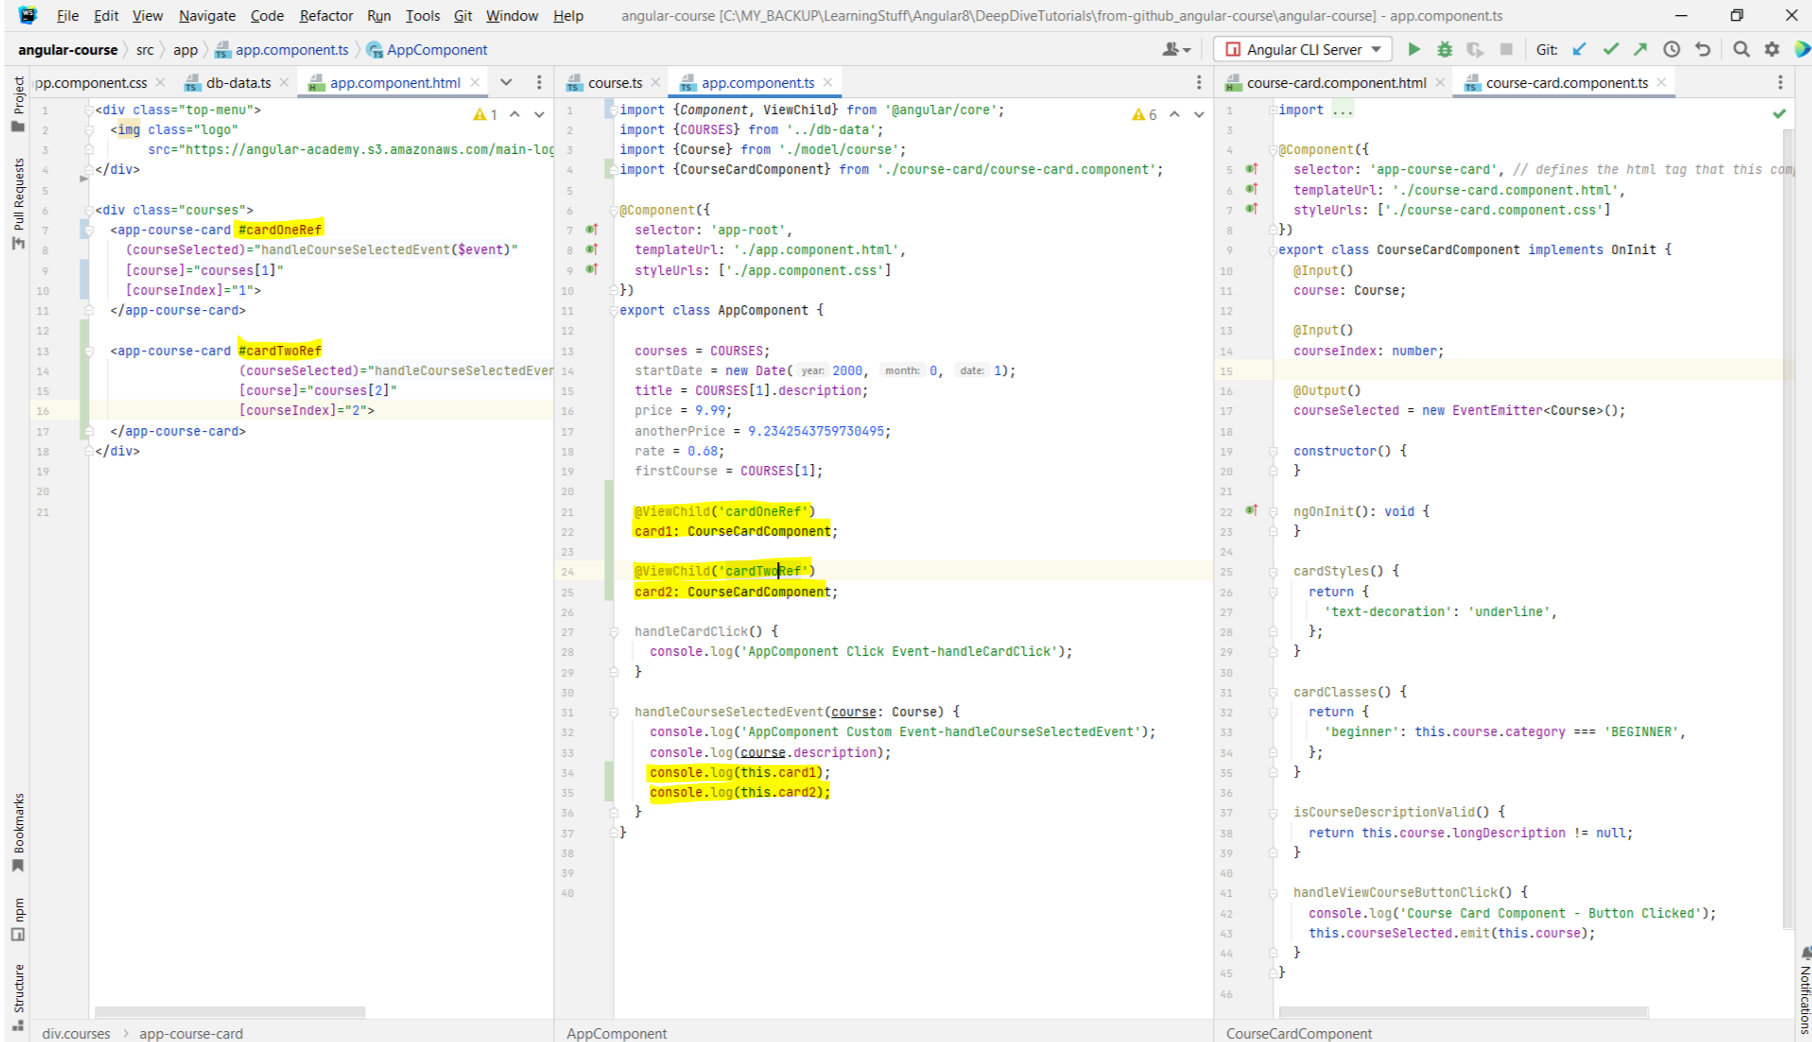 File Edit View Navigate Code Refactor Run Tools Git Window Help angular-course [C:\MY_BACKUP\LearningStuff\Angular8\DeepDiveTutorials\from-github_angular-course\angular-course] - app.component.ts
angular-course src app app.component.ts AppComponent Angular CLI Server Git:
Project
Pull Requests
Bookmarks
npm
Structure
app.component.css db-data.ts app.component.html
1
1 <div class="top-menu">
2 <img class="logo"
3 src="https://angular-academy.s3.amazonaws.com/main-log
4 </div>
5
6 <div class="courses">
7 <app-course-card #cardOneRef
8 (courseSelected)="handleCourseSelectedEvent($event)"
9 [course]="courses[1]"
10 [courseIndex]="1">
11 </app-course-card>
12
13 <app-course-card #cardTwoRef
14 (courseSelected)="handleCourseSelectedEven
15 [course]="courses[2]"
16 [courseIndex]="2">
17 </app-course-card>
18 </div>
19
20
21
div.courses app-course-card
course.ts app.component.ts
6
1 import {Component, ViewChild} from '@angular/core';
2 import {COURSES} from '../db-data';
3 import {Course} from './model/course';
4 import {CourseCardComponent} from './course-card/course-card.component';
5
6 @Component({
7 selector: 'app-root',
8 templateUrl: './app.component.html',
9 styleUrls: ['./app.component.css']
10 })
11 export class AppComponent {
12
13 courses = COURSES;
14 startDate = new Date( year: 2000, month: 0, date: 1);
15 title = COURSES[1].description;
16 price = 9.99;
17 anotherPrice = 9.2342543759730495;
18 rate = 0.68;
19 firstCourse = COURSES[1];
20
21 @ViewChild('cardOneRef')
22 card1: CourseCardComponent;
23
24 @ViewChild('cardTwoRef')
25 card2: CourseCardComponent;
26
27 handleCardClick() {
28 console.log('AppComponent Click Event-handleCardClick');
29 }
30
31 handleCourseSelectedEvent(course: Course) {
32 console.log('AppComponent Custom Event-handleCourseSelectedEvent');
33 console.log(course.description);
34 console.log(this.card1);
35 console.log(this.card2);
36 }
37 }
38
39
40
AppComponent
course-card.component.html course-card.component.ts
1 import ...
3
4 @Component({
5 selector: 'app-course-card', // defines the html tag that this com
6 templateUrl: './course-card.component.html',
7 styleUrls: ['./course-card.component.css']
8 })
9 export class CourseCardComponent implements OnInit {
10 @Input()
11 course: Course;
12
13 @Input()
14 courseIndex: number;
15
16 @Output()
17 courseSelected = new EventEmitter<Course>();
18
19 constructor() {
20 }
21
22 ngOnInit(): void {
23 }
24
25 cardStyles() {
26 return {
27 'text-decoration': 'underline',
28 };
29 }
30
31 cardClasses() {
32 return {
33 'beginner': this.course.category === 'BEGINNER',
34 };
35 }
36
37 isCourseDescriptionValid() {
38 return this.course.longDescription != null;
39 }
40
41 handleViewCourseButtonClick() {
42 console.log('Course Card Component - Button Clicked');
43 this.courseSelected.emit(this.course);
44 }
45 }
46
CourseCardComponent
Notifications